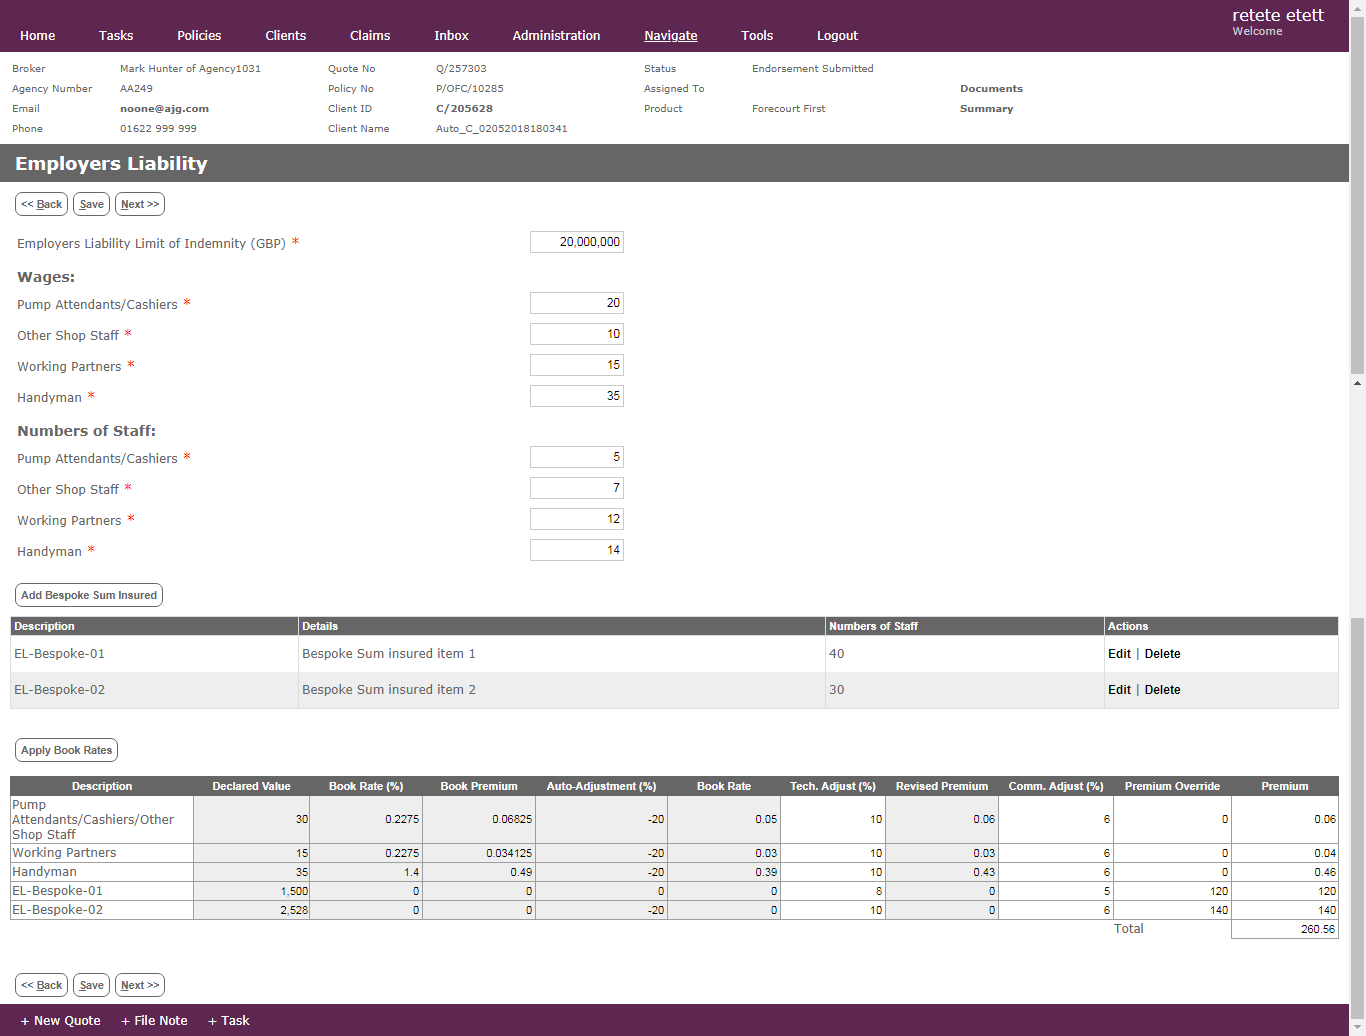 retete etett
Welcome
Home Tasks Policies Clients Claims Inbox Administration Navigate Tools Logout
Broker Mark Hunter of Agency1031 Quote No Q/257303 Status Endorsement Submitted
Agency Number AA249 Policy No P/OFC/10285 Assigned To Documents
Email noone@ajg.com Client ID C/205628 Product Forecourt First Summary
Phone 01622 999 999 Client Name Auto_C_02052018180341
Employers Liability
<< Back Save Next >>
Employers Liability Limit of Indemnity (GBP) * 20,000,000
Wages:
Pump Attendants/Cashiers * 20
Other Shop Staff * 10
Working Partners * 15
Handyman * 35
Numbers of Staff:
Pump Attendants/Cashiers * 5
Other Shop Staff * 7
Working Partners * 12
Handyman * 14
Add Bespoke Sum Insured
Description Details Numbers of Staff Actions
EL-Bespoke-01 Bespoke Sum insured item 1 40 Edit | Delete
EL-Bespoke-02 Bespoke Sum insured item 2 30 Edit | Delete
Apply Book Rates
Description Declared Value Book Rate (%) Book Premium Auto-Adjustment (%) Book Rate Tech. Adjust (%) Revised Premium Comm. Adjust (%) Premium Override Premium
Pump
Attendants/Cashiers/Other 30 0.2275 0.06825 -20 0.05 10 0.06 6 0 0.06
Shop Staff
Working Partners 15 0.2275 0.034125 -20 0.03 10 0.03 6 0 0.04
Handyman 35 1.4 0.49 -20 0.39 10 0.43 6 0 0.46
EL-Bespoke-01 1,500 0 0 0 0 8 0 5 120 120
EL-Bespoke-02 2,528 0 0 -20 0 10 0 6 140 140
Total 260.56
<< Back Save Next >>
+ New Quote + File Note + Task